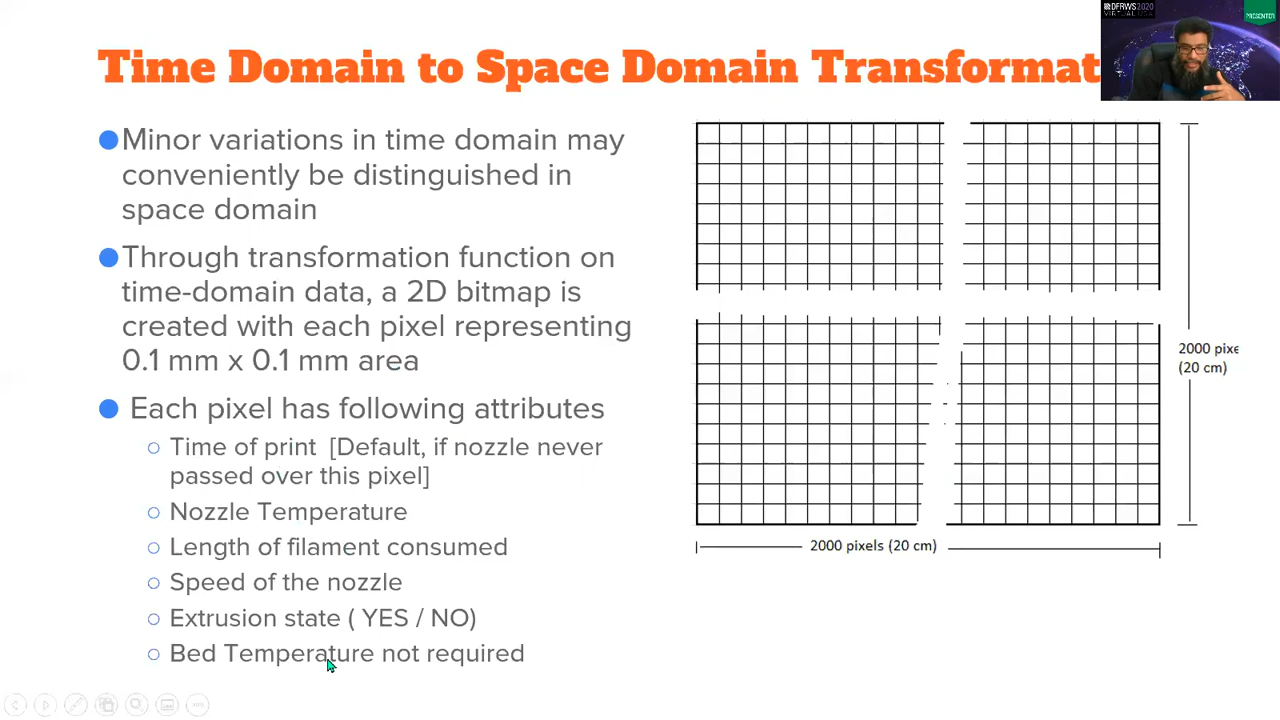 DFRWS2020
VIRTUAL USA
PRESENTER
Time Domain to Space Domain Transformat
Minor variations in time domain may
conveniently be distinguished in
space domain
Through transformation function on
time-domain data, a 2D bitmap is
created with each pixel representing
0.1 mm x 0.1 mm area
Each pixel has following attributes
Time of print [Default, if nozzle never
passed over this pixel]
Nozzle Temperature
Length of filament consumed
Speed of the nozzle
Extrusion state ( YES / NO)
Bed Temperature not required
2000 pixe
(20 cm)
2000 pixels (20 cm)